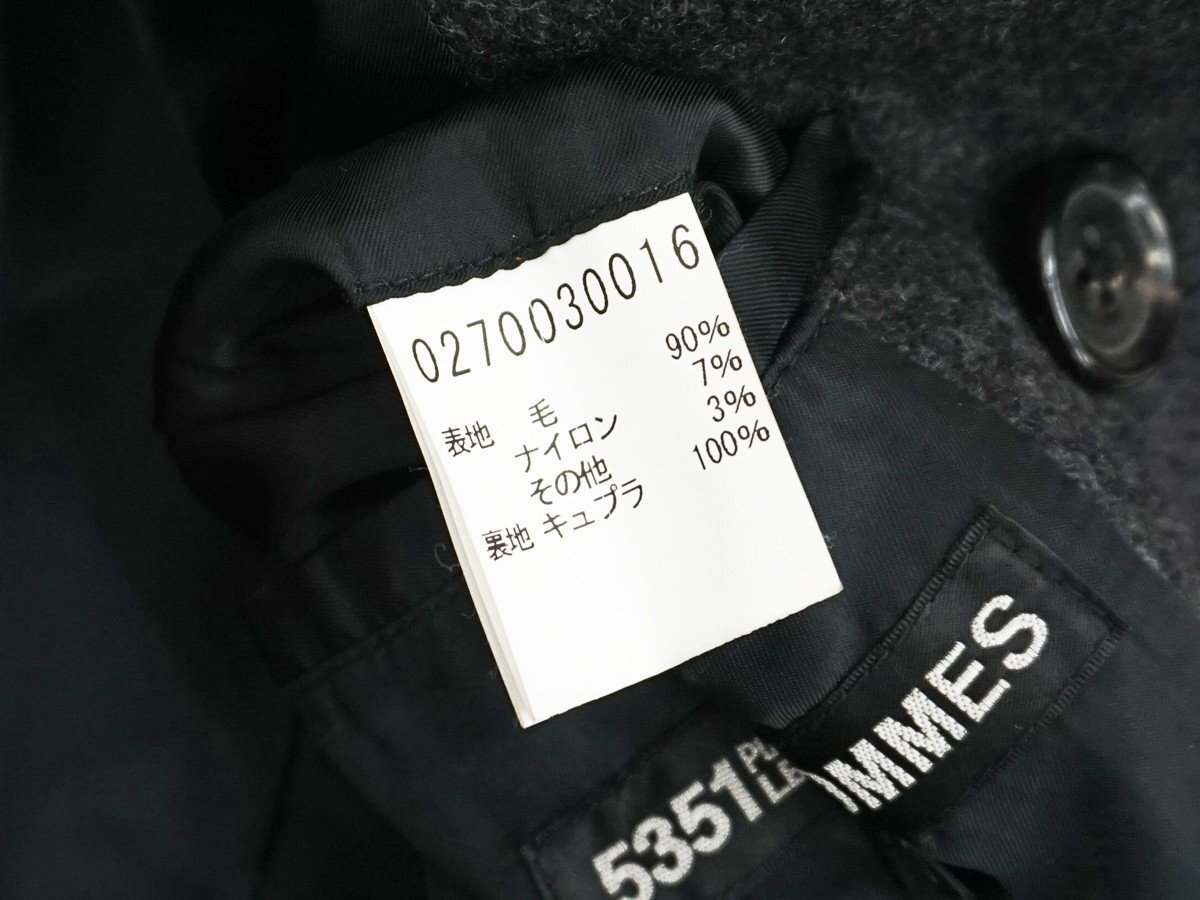 0270030016
表地 毛 90%
ナイロン 7%
その他 3%
裏地 キュプラ 100%
5351
MMES